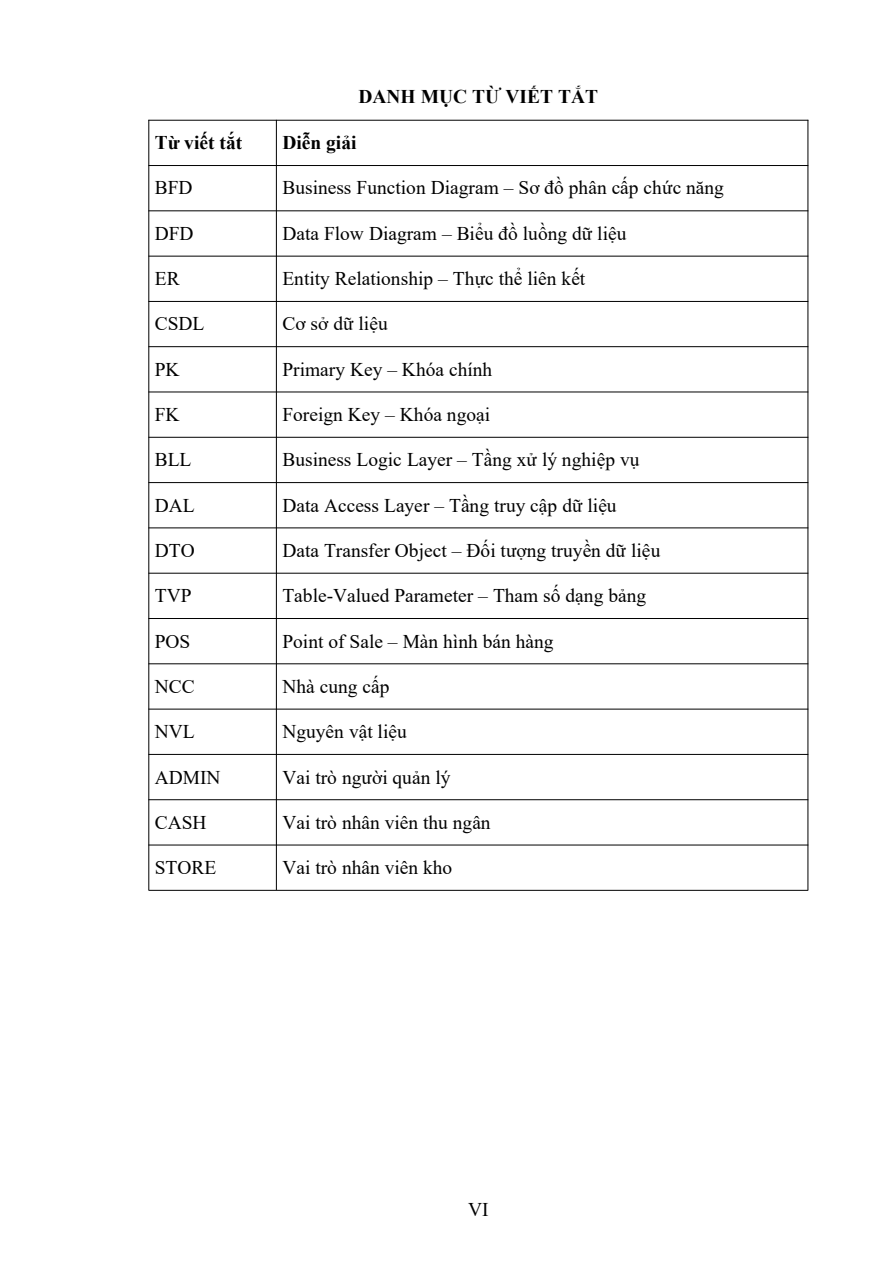 DANH MỤC TỪ VIẾT TẮT
Từ viết tắt Diễn giải
BFD Business Function Diagram – Sơ đồ phân cấp chức năng
DFD Data Flow Diagram – Biểu đồ luồng dữ liệu
ER Entity Relationship – Thực thể liên kết
CSDL Cơ sở dữ liệu
PK Primary Key – Khóa chính
FK Foreign Key – Khóa ngoại
BLL Business Logic Layer – Tầng xử lý nghiệp vụ
DAL Data Access Layer – Tầng truy cập dữ liệu
DTO Data Transfer Object – Đối tượng truyền dữ liệu
TVP Table-Valued Parameter – Tham số dạng bảng
POS Point of Sale – Màn hình bán hàng
NCC Nhà cung cấp
NVL Nguyên vật liệu
ADMIN Vai trò người quản lý
CASH Vai trò nhân viên thu ngân
STORE Vai trò nhân viên kho
VI